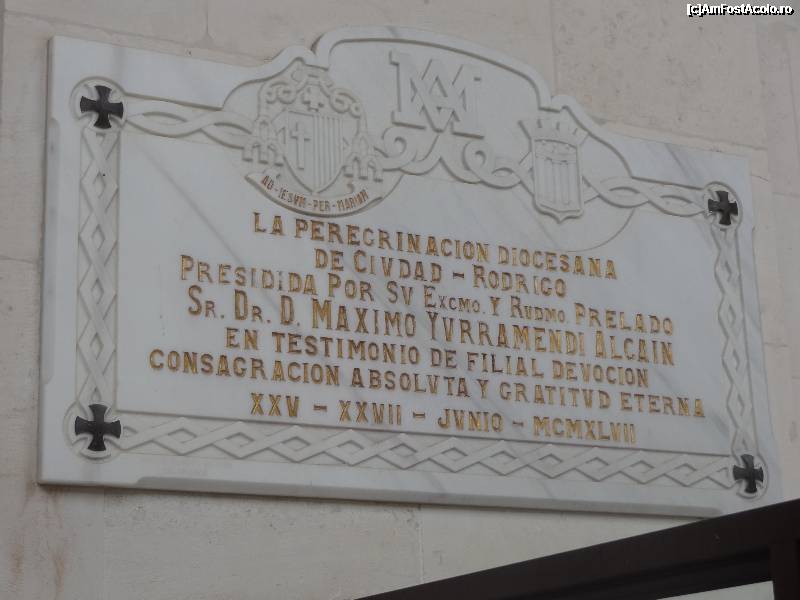 [c]AmFostAcolo.ro
AM
AD-IESVM-PER-MARIAM
LA PEREGRINACION DIOCESANA
DE CIVDAD - RODRIGO
PRESIDIDA POR SV EXCMO. Y RVDMO. PRELADO
SR. DR. D. MAXIMO YVRRAMENDI ALCAIN
EN TESTIMONIO DE FILIAL DEVOCION
CONSAGRACION ABSOLVTA Y GRATITVD ETERNA
XXV - XXVII - JVNIO - MCMXLVII